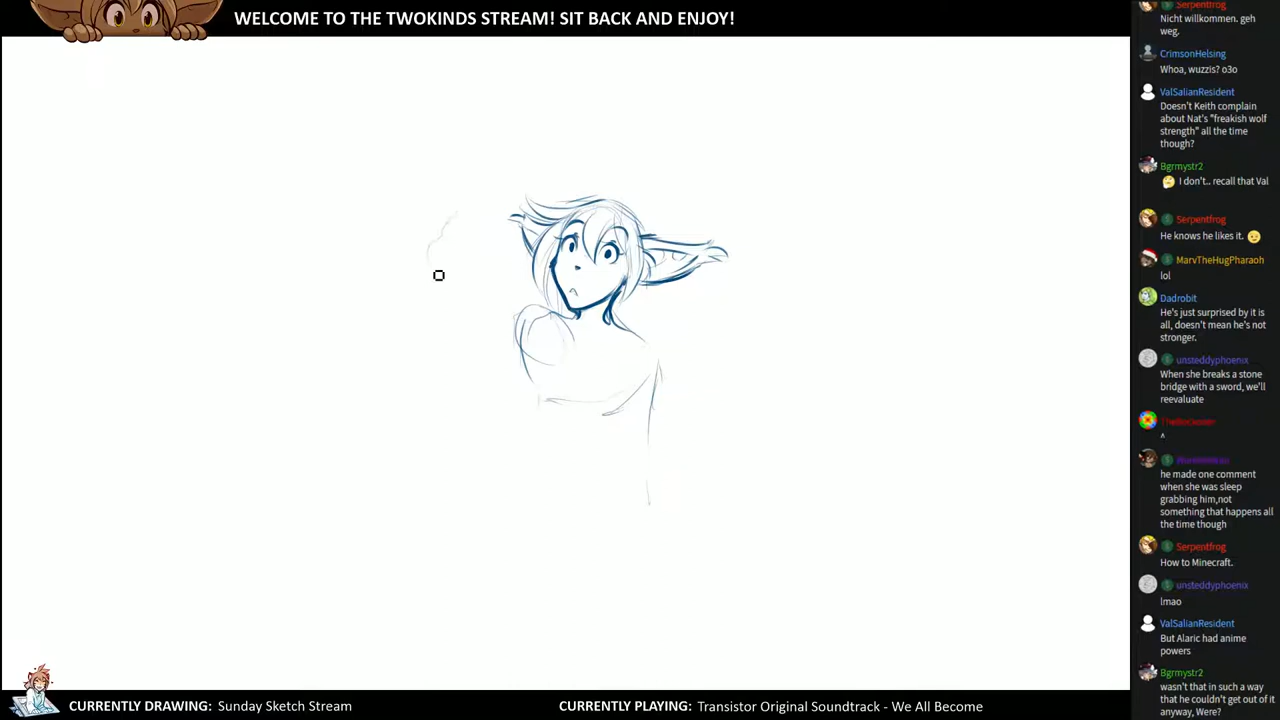 WELCOME TO THE TWOKINDS STREAM! SIT BACK AND ENJOY!
Serpentfrog
Nicht willkommen. geh
weg.
CrimsonHelsing
Whoa, wuzzis? o3o
ValSalianResident
Doesn't Keith complain
about Nat's "freakish wolf
strength" all the time
though?
Bgrmystr2
I don't.. recall that Val
Serpentfrog
He knows he likes it.
MarvTheHugPharaoh
lol
Dadrobit
He's just surprised by it is
all, doesn't mean he's not
stronger.
unsteddyphoenix
When she breaks a stone
bridge with a sword, we'll
reevaluate
^
he made one comment
when she was sleep
grabbing him,not
something that happens all
the time though
Serpentfrog
How to Minecraft.
unsteddyphoenix
lmao
ValSalianResident
But Alaric had anime
powers
Bgrmystr2
wasn't that in such a way
that he couldn't get out of it
anyway, Were?
CURRENTLY DRAWING: Sunday Sketch Stream
CURRENTLY PLAYING: Transistor Original Soundtrack - We All Become